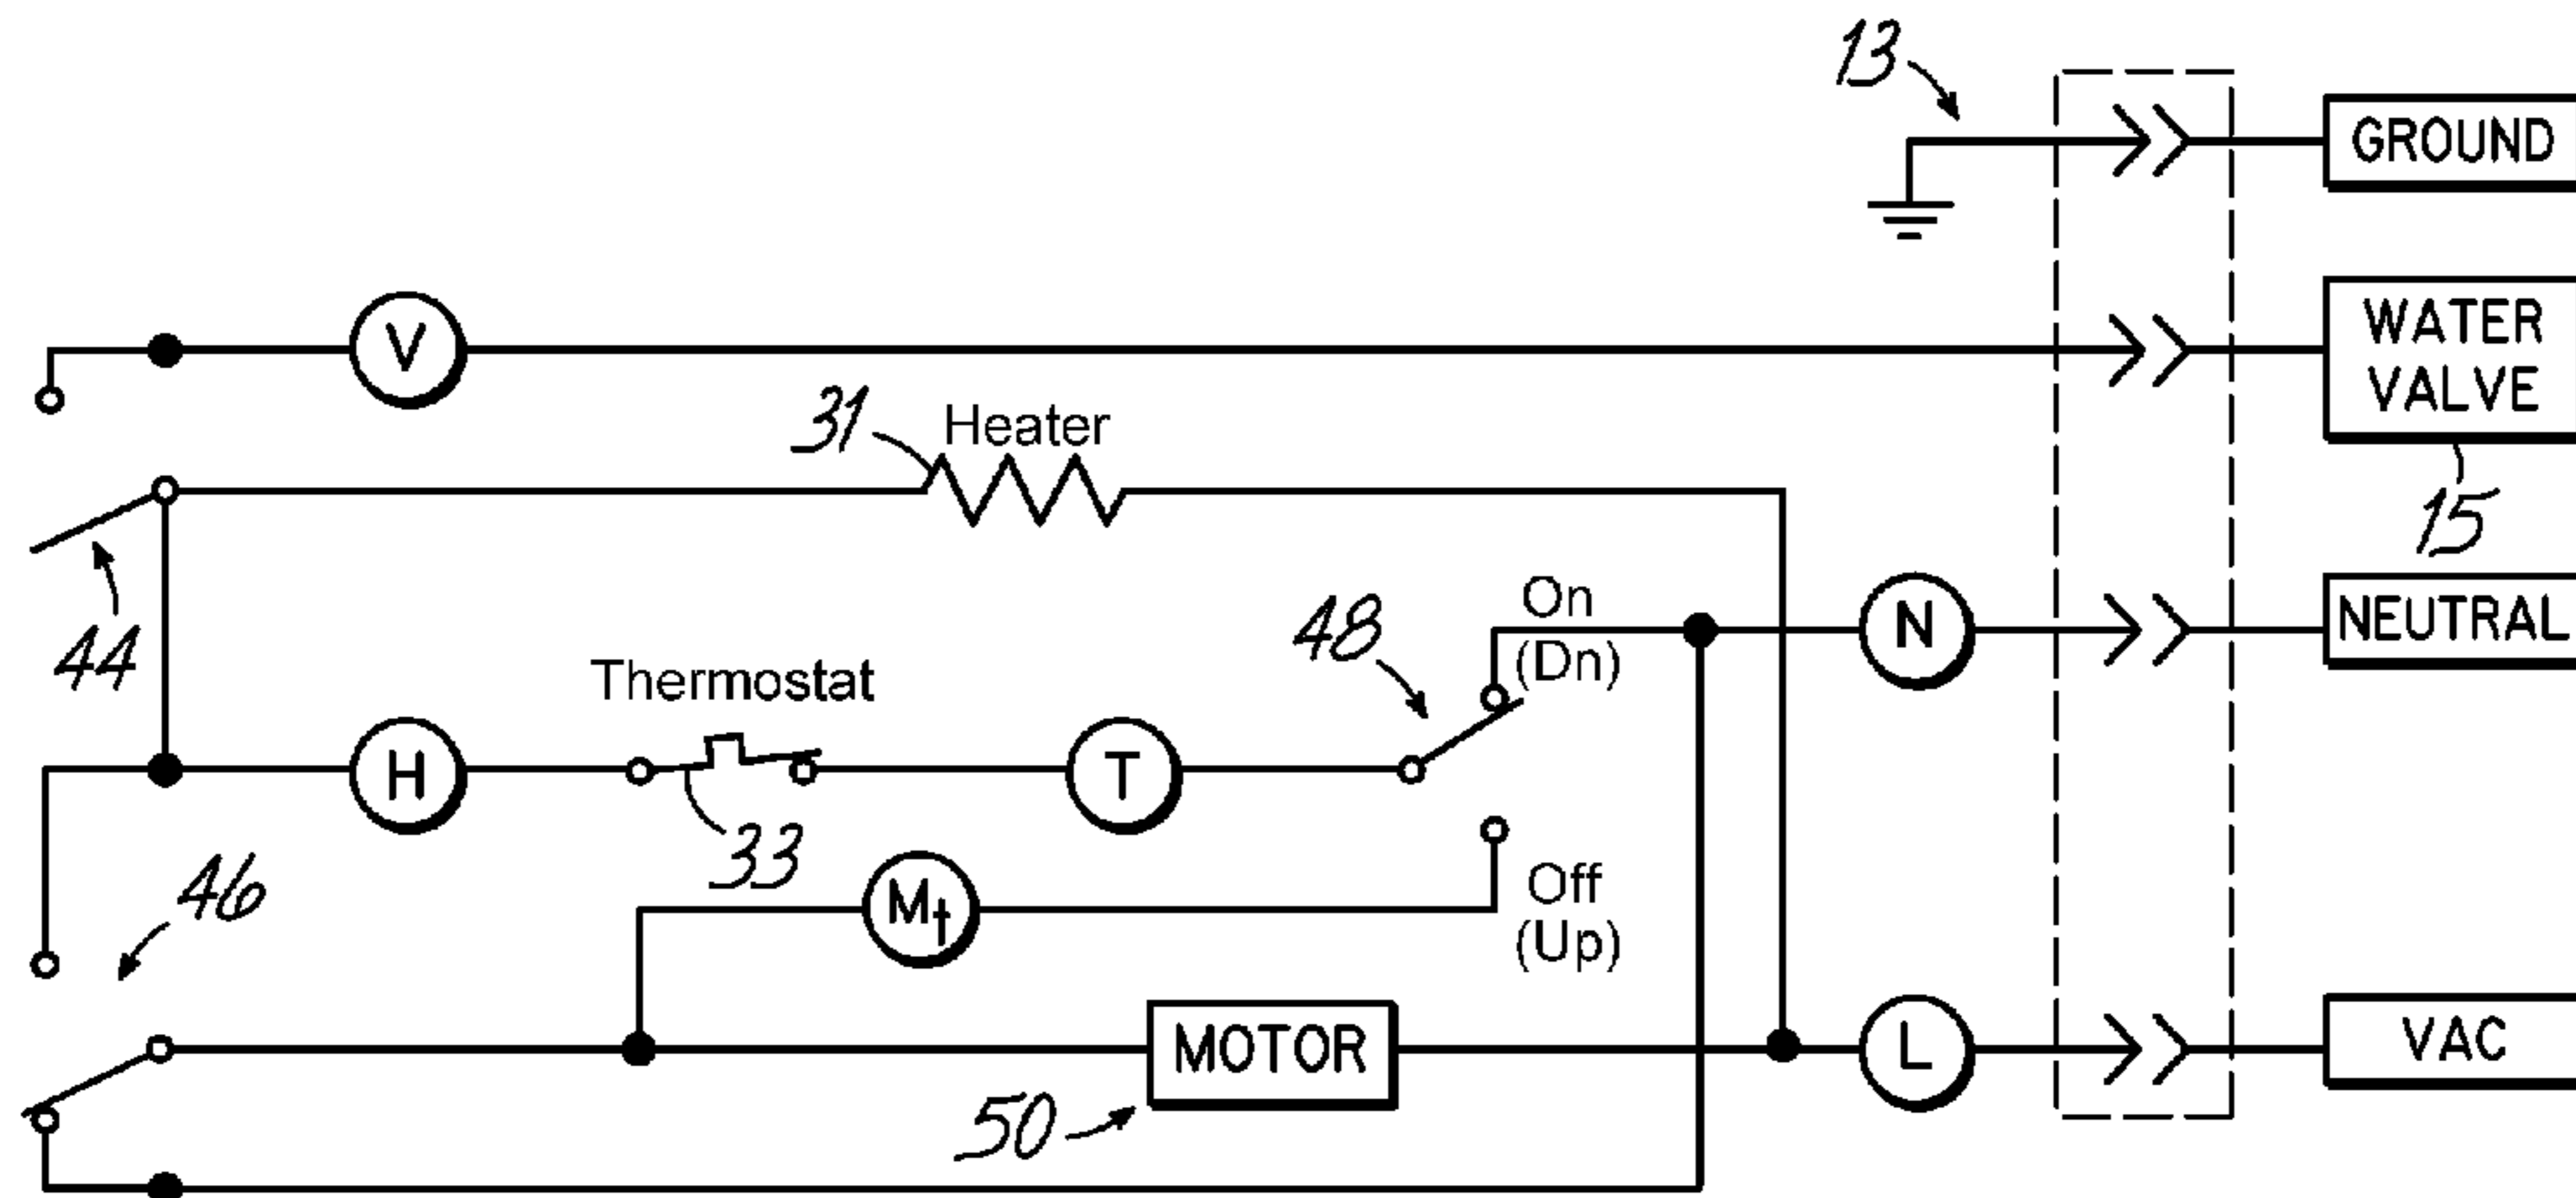 13
GROUND
V
WATER
VALVE
15
31
Heater
44
48
On
(Dn)
N
NEUTRAL
Thermostat
H
T
33
46
Mt
Off
(Up)
MOTOR
50
L
VAC